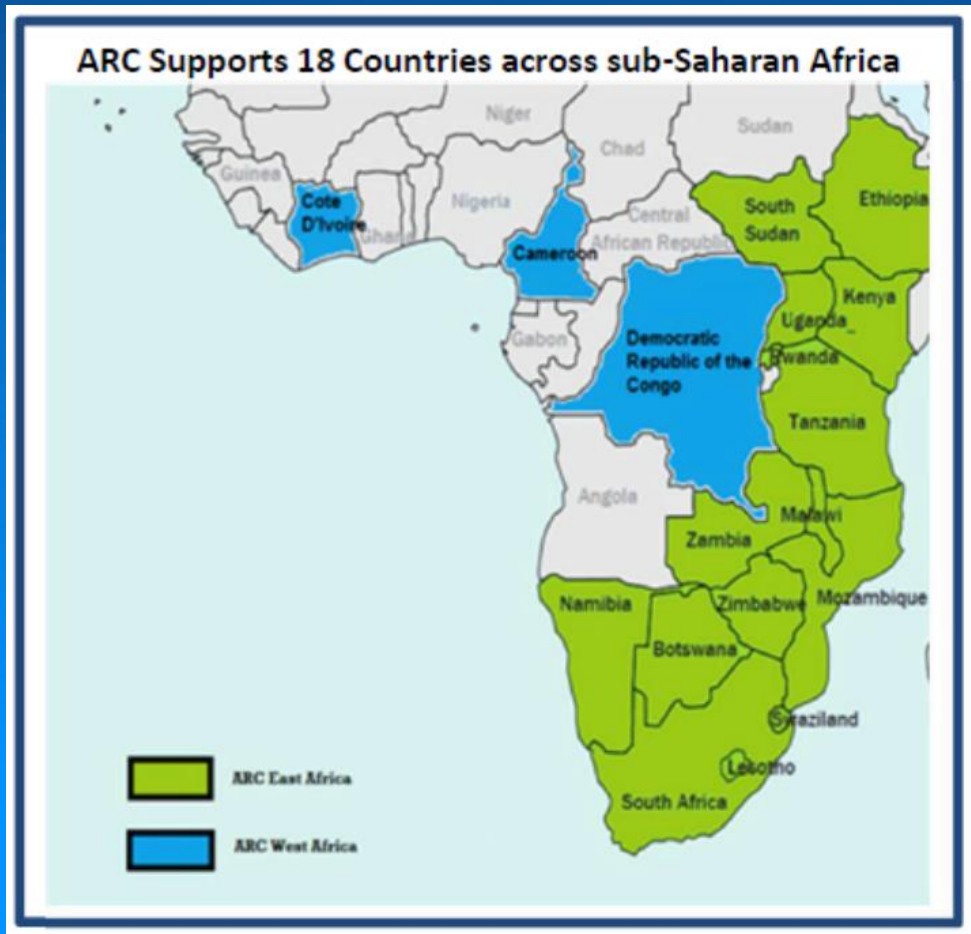 ARC Supports 18 Countries across sub-Saharan Africa
Niger
Chad
Sudan
Guinea
Cote
D'Ivoire
Ghana
Nigeria
Central
African Republic
South
Sudan
Ethiopia
Cameroon
Gabon
Democratic
Republic of the
Congo
Uganda
Kenya
Rwanda
Tanzania
Angola
Malawi
Zambia
Namibia
Zimbabwe
Mozambique
Botswana
Swaziland
Lesotho
South Africa
ARC East Africa
ARC West Africa